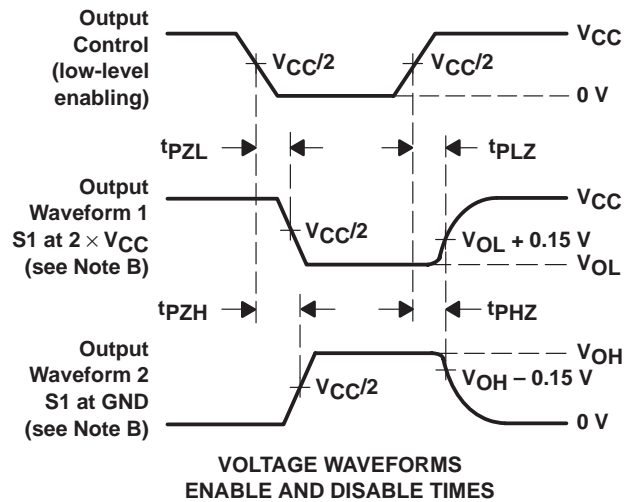 Output
Control
(low-level
enabling)
VCC/2
VCC/2
VCC
0 V
tPZL
tPLZ
Output
Waveform 1
S1 at 2 × VCC
(see Note B)
VCC/2
VCC
VOL + 0.15 V
VOL
tPZH
tPHZ
Output
Waveform 2
S1 at GND
(see Note B)
VCC/2
VOH
VOH – 0.15 V
0 V
VOLTAGE WAVEFORMS
ENABLE AND DISABLE TIMES